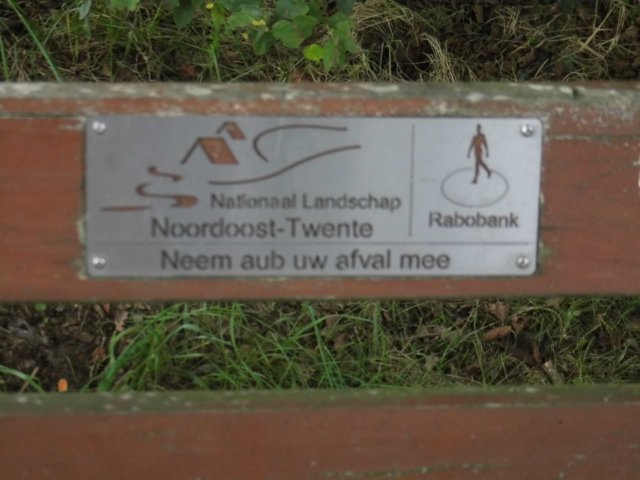 Nationaal Landschap
Noordoost-Twente
Rabobank
Neem aub uw afval mee